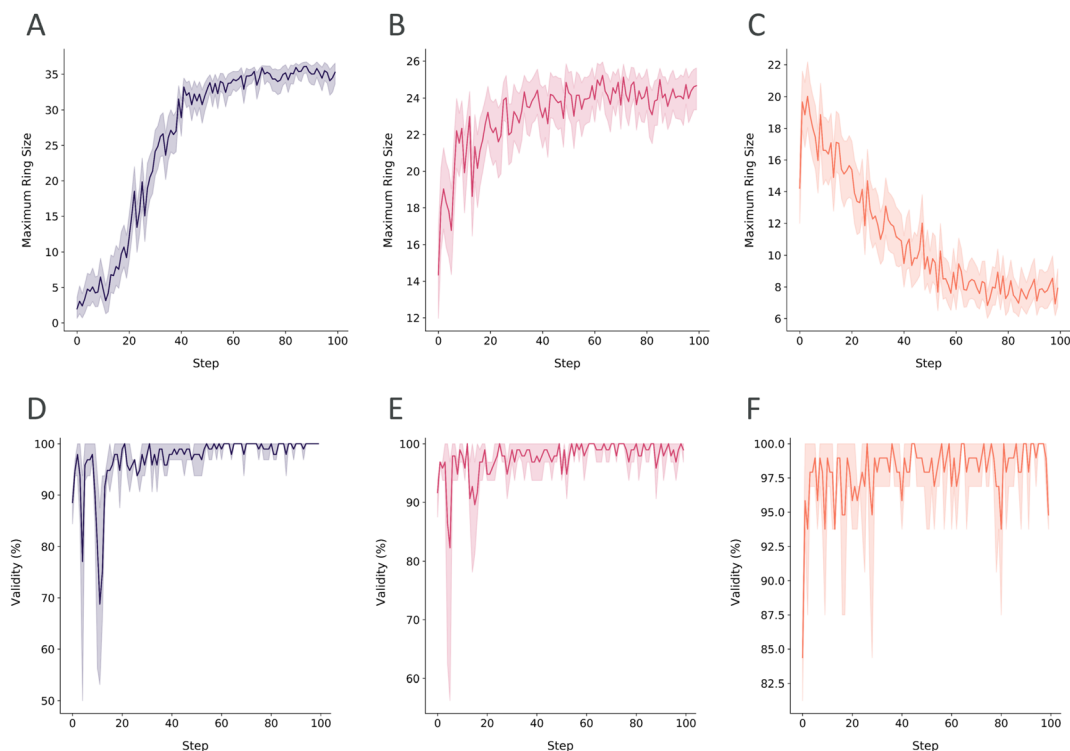 A
B
C
Maximum Ring Size
35
30
25
20
15
10
5
0
0 20 40 60 80 100
Step
Maximum Ring Size
26
24
22
20
18
16
14
12
0 20 40 60 80 100
Step
Maximum Ring Size
22
20
18
16
14
12
10
8
6
0 20 40 60 80 100
Step
D
E
F
Validity (%)
100
90
80
70
60
50
0 20 40 60 80 100
Step
Validity (%)
100
90
80
70
60
0 20 40 60 80 100
Step
Validity (%)
100.0
97.5
95.0
92.5
90.0
87.5
85.0
82.5
0 20 40 60 80 100
Step